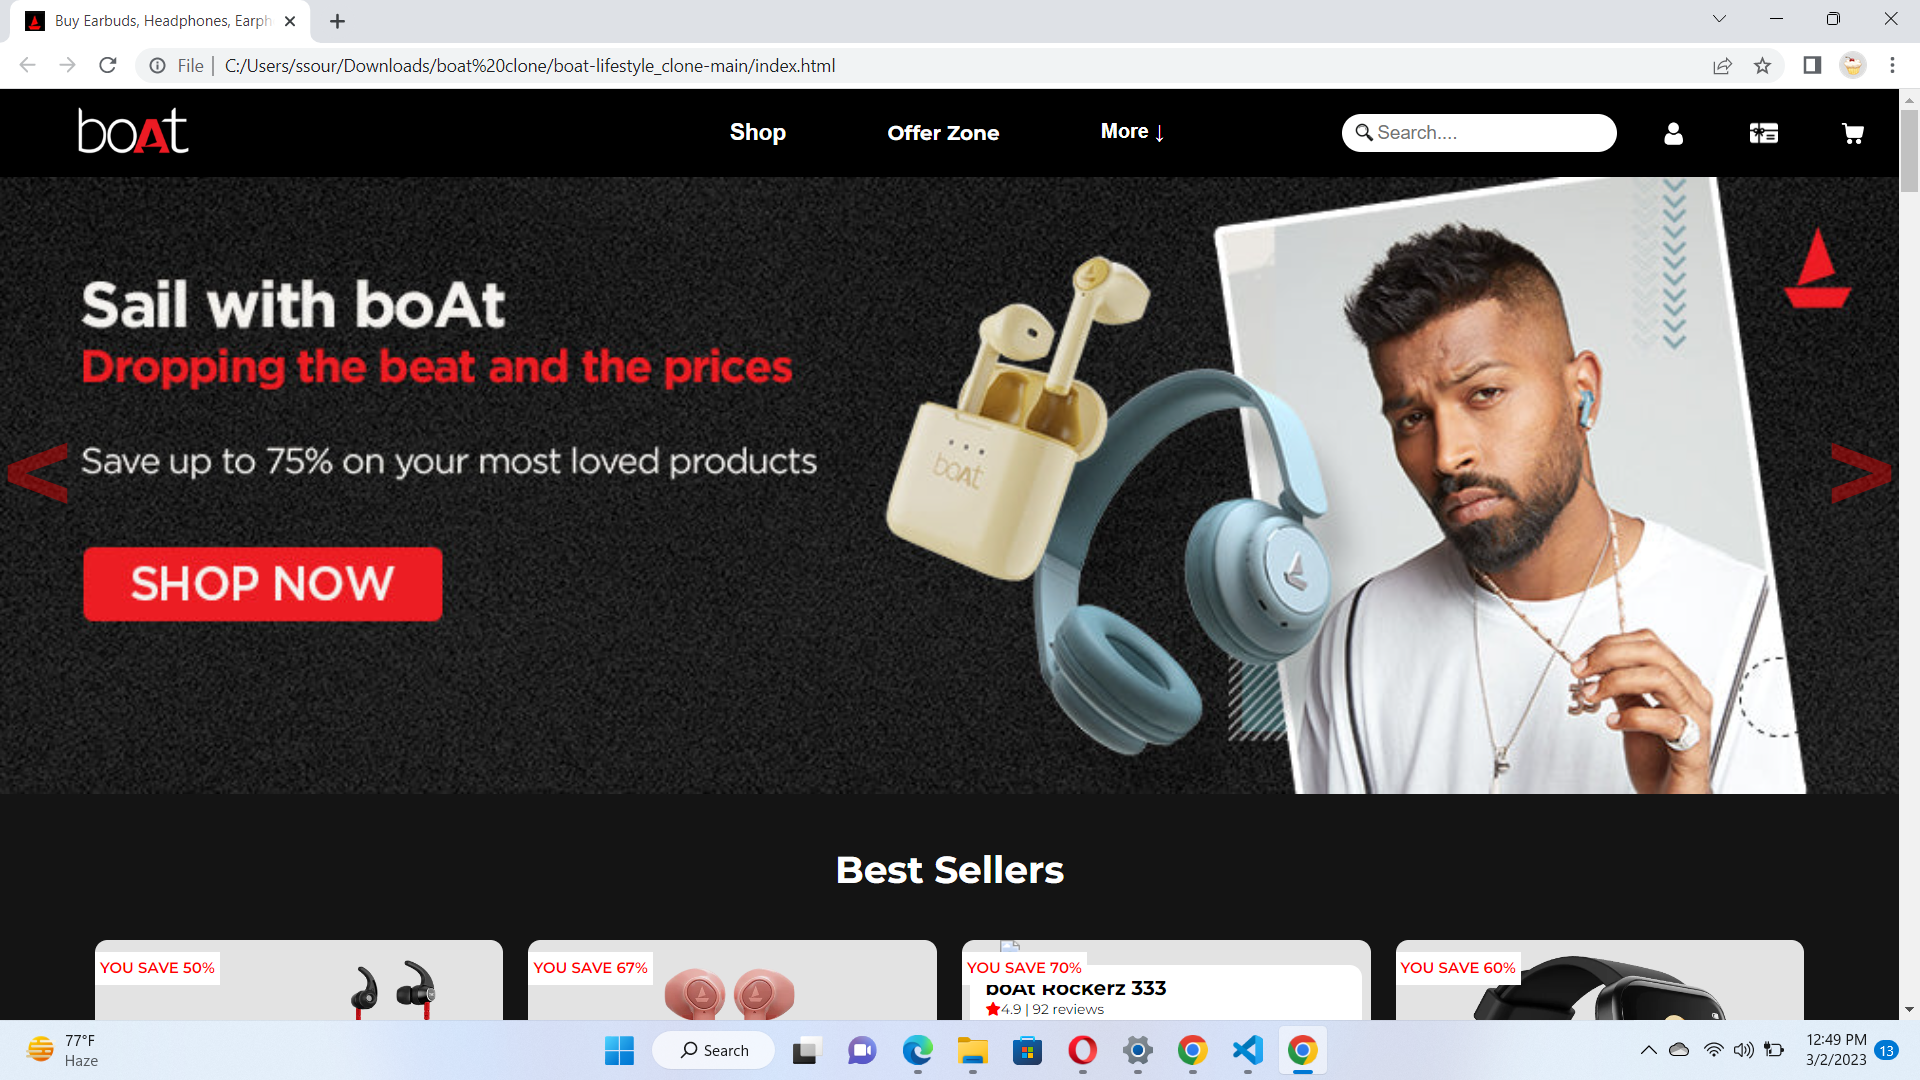 Buy Earbuds, Headphones, Earph
File | C:/Users/ssour/Downloads/boat%20clone/boat-lifestyle_clone-main/index.html
boAt
Shop
Offer Zone
More ↓
Search....
Sail with boAt
Dropping the beat and the prices
Save up to 75% on your most loved products
SHOP NOW
boAt
<
>
Best Sellers
YOU SAVE 50%
YOU SAVE 67%
YOU SAVE 70%
boAt Rockerz 333
4.9 | 92 reviews
YOU SAVE 60%
77°F
Haze
Search
12:49 PM
3/2/2023
13